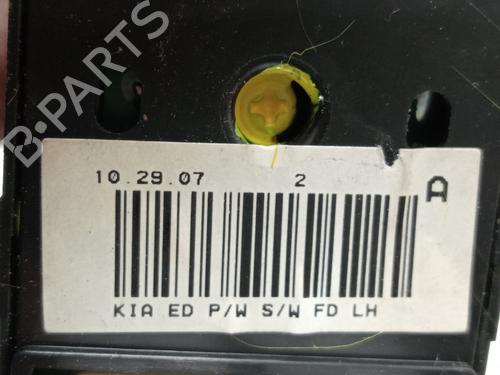 B-PARTS
10.29.07 2 A
KIA ED P/W S/W FD LH